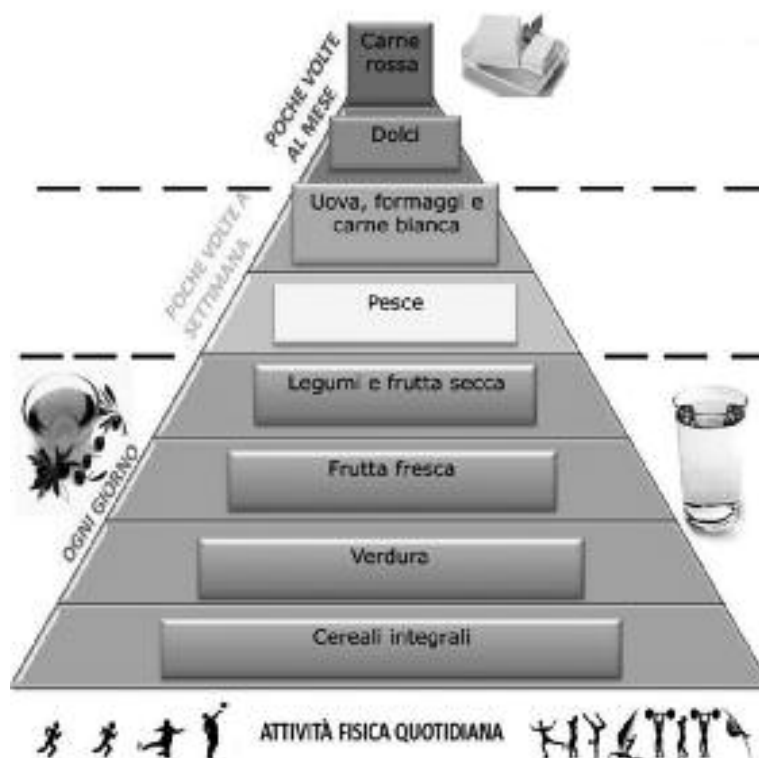 Carne
rossa
POCHE VOLTE
AL MESE
Dolci
Uova, formaggi e
carne bianca
POCHE VOLTE A
SETTIMANA
Pesce
Legumi e frutta secca
Frutta fresca
OGNI GIORNO
Verdura
Cereali integrali
ATTIVITÀ FISICA QUOTIDIANA